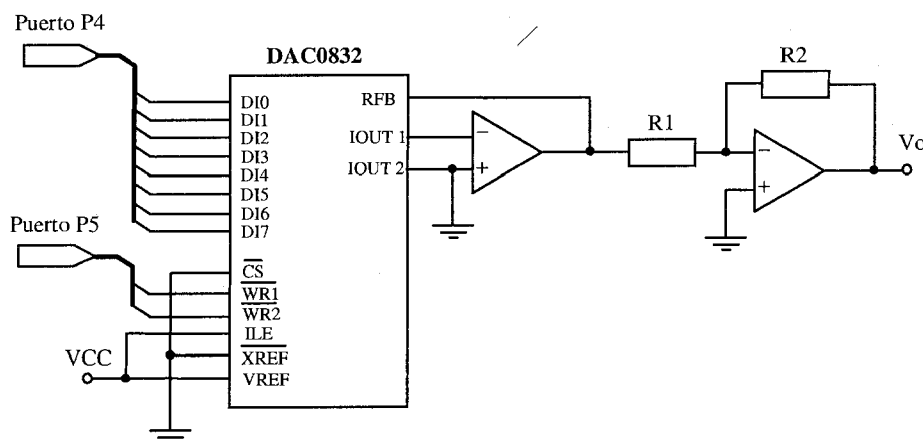 Puerto P4
DAC0832
DI0
DI1
DI2
DI3
DI4
DI5
DI6
DI7
RFB
IOUT 1
IOUT 2
R1
R2
Vo
Puerto P5
CS
WR1
WR2
ILE
XREF
VREF
VCC